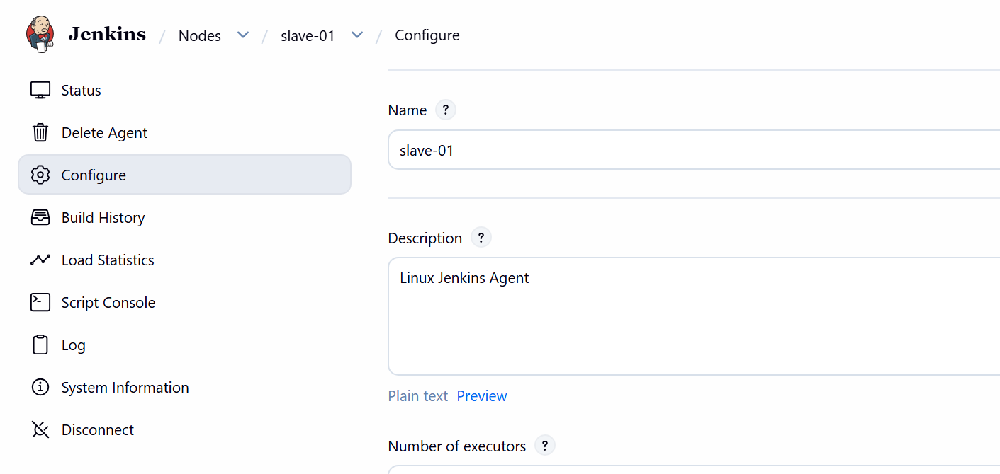 Jenkins / Nodes / slave-01 / Configure
Status
Delete Agent
Configure
Build History
Load Statistics
Script Console
Log
System Information
Disconnect
Name ?
slave-01
Description ?
Linux Jenkins Agent
Plain text Preview
Number of executors ?